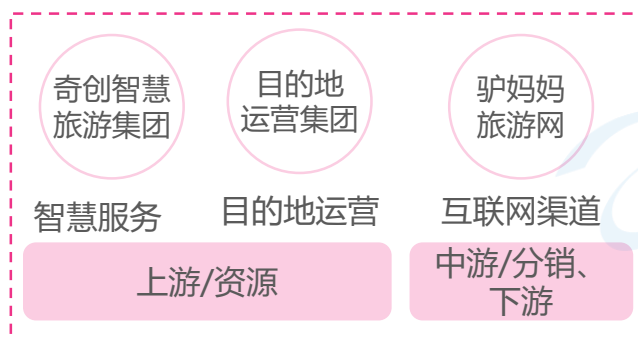 奇创智慧
旅游集团
目的地
运营集团
驴妈妈
旅游网
智慧服务
目的地运营
互联网渠道
上游/资源
中游/分销、
下游